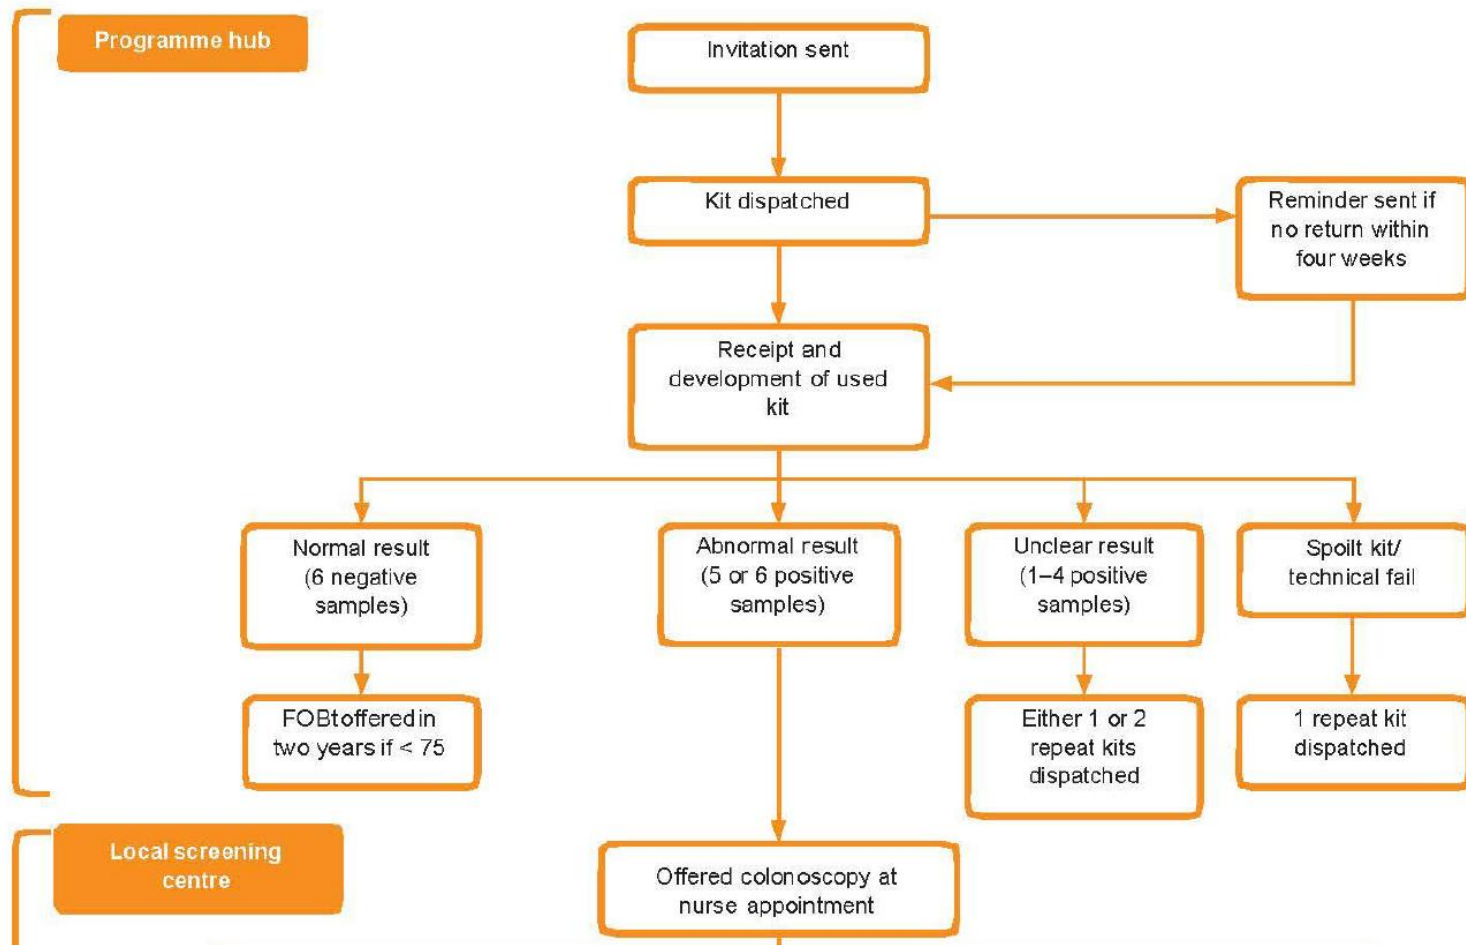 Programme hub
Invitation sent
Kit dispatched
Reminder sent if
no return within
four weeks
Receipt and
development of used
kit
Normal result
(6 negative
samples)
Abnormal result
(5 or 6 positive
samples)
Unclear result
(1–4 positive
samples)
Spoilt kit/
technical fail
FOBt offered in
two years if < 75
Either 1 or 2
repeat kits
dispatched
1 repeat kit
dispatched
Local screening
centre
Offered colonoscopy at
nurse appointment